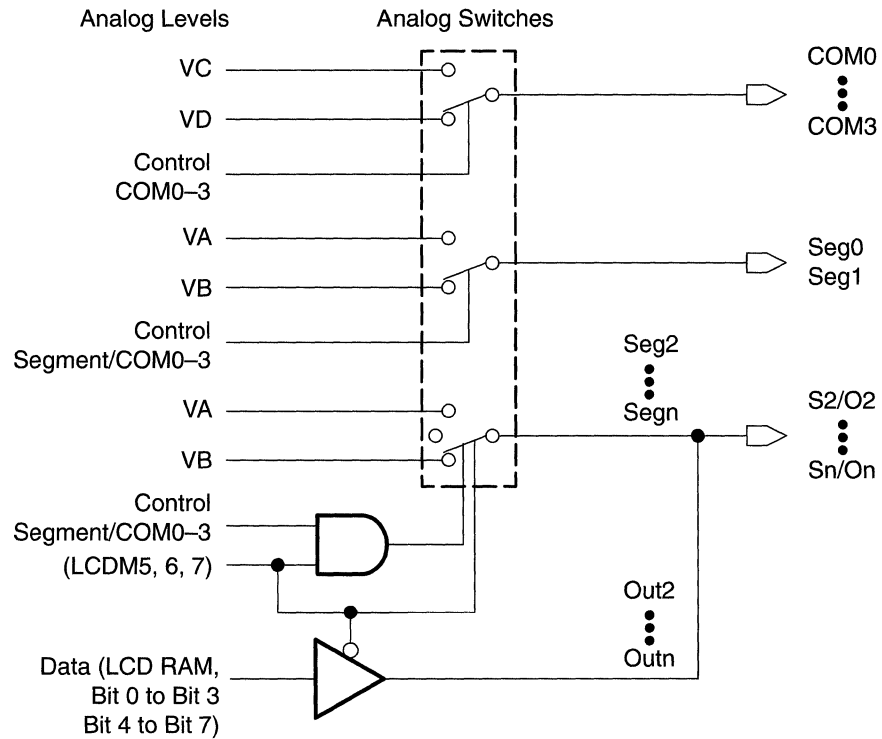 Analog Levels
Analog Switches
VC
VD
Control
COM0–3
COM0
COM3
VA
VB
Control
Segment/COM0–3
Seg0
Seg1
VA
VB
Seg2
Segn
S2/O2
Sn/On
Control
Segment/COM0–3
(LCDM5, 6, 7)
Out2
Outn
Data (LCD RAM,
Bit 0 to Bit 3
Bit 4 to Bit 7)